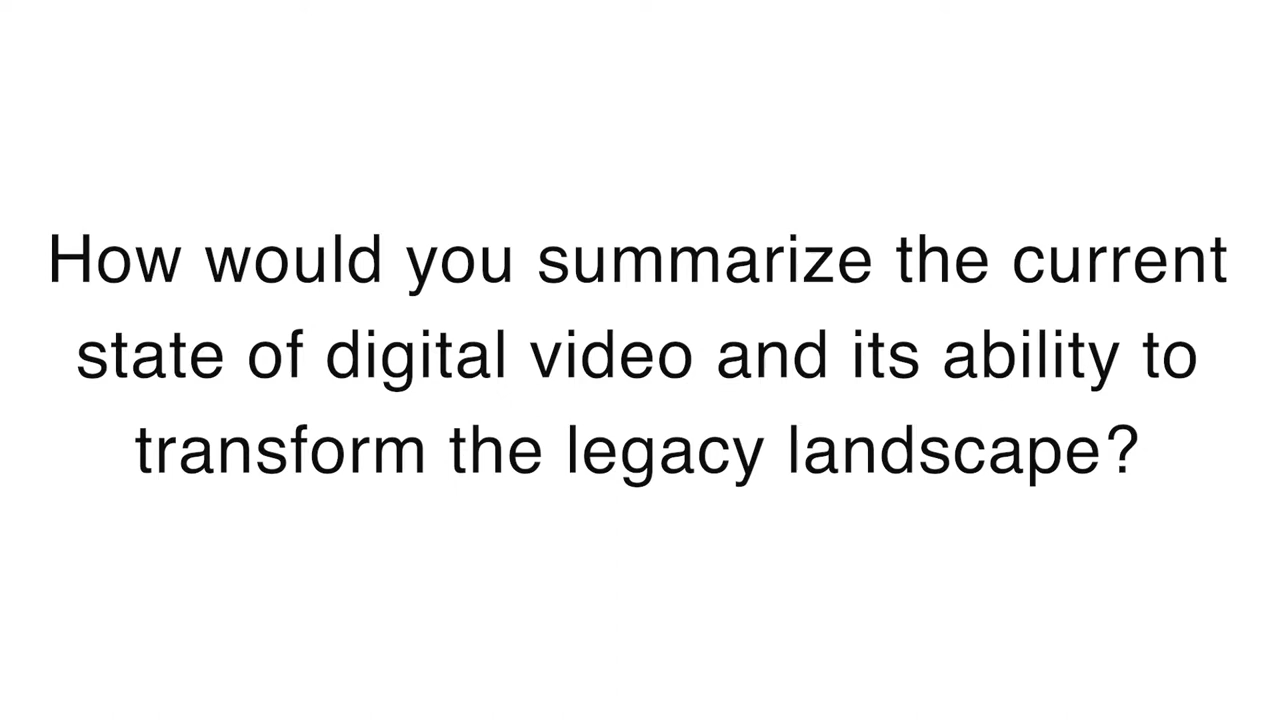 How would you summarize the current
state of digital video and its ability to
transform the legacy landscape?